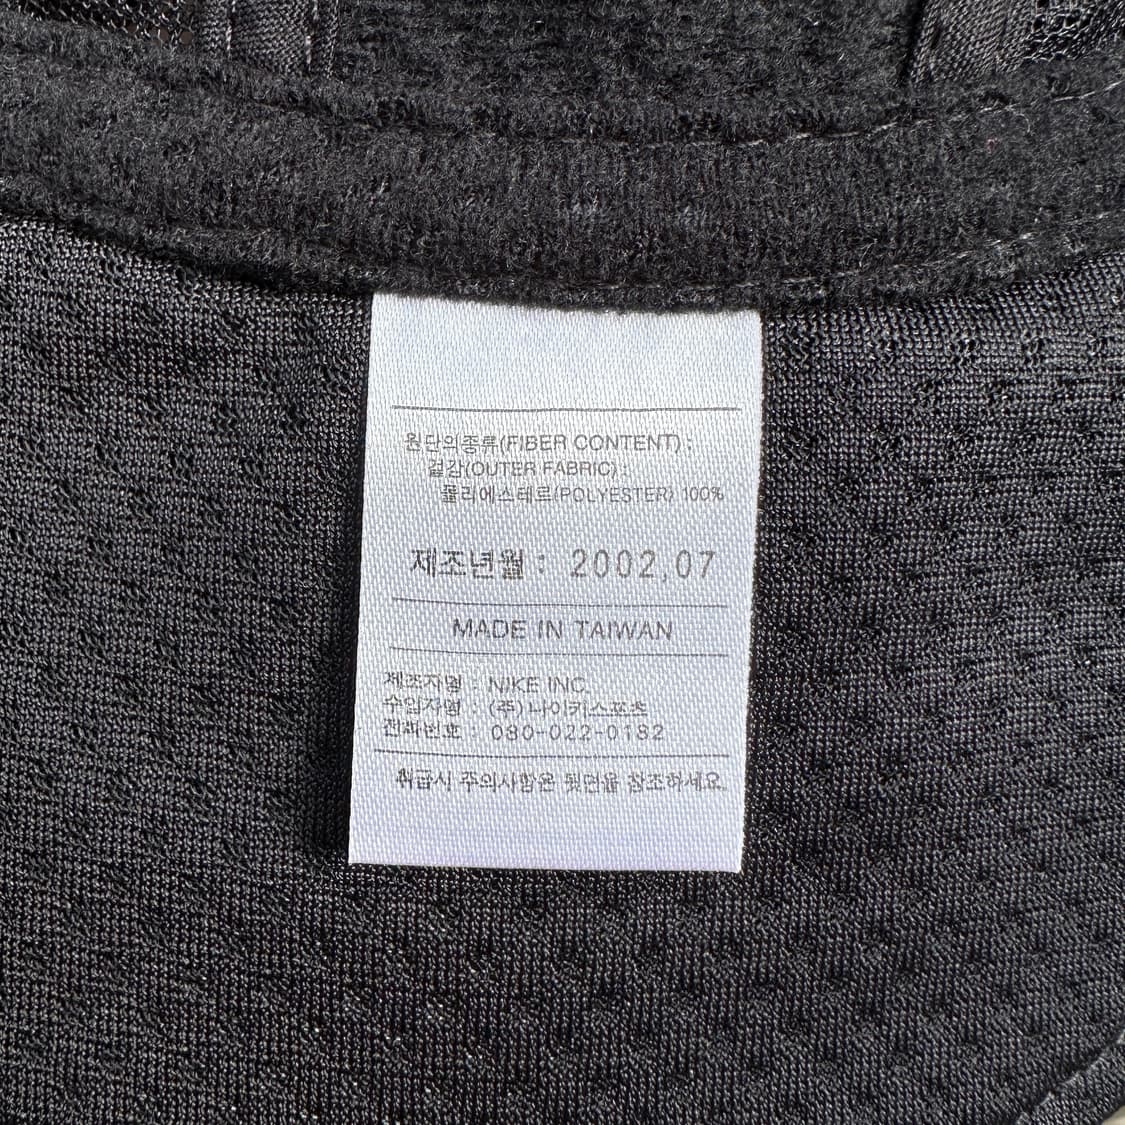 원단의종류(FIBER CONTENT) :
겉감(OUTER FABRIC) :
폴리에스테르(POLYESTER) 100%
제조년월 : 2002.07
MADE IN TAIWAN
제조자명 : NIKE INC.
수입자명 : (주)나이키스포츠
전화번호 : 080-022-0182
취급시 주의사항은 뒷면을 참조하세요.